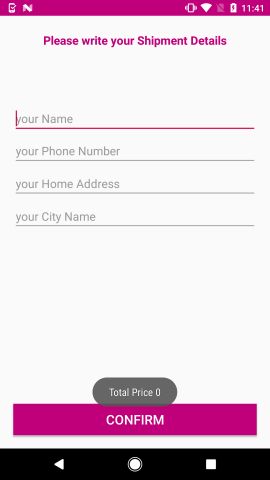 11:41
Please write your Shipment Details
your Name
your Phone Number
your Home Address
your City Name
Total Price 0
CONFIRM